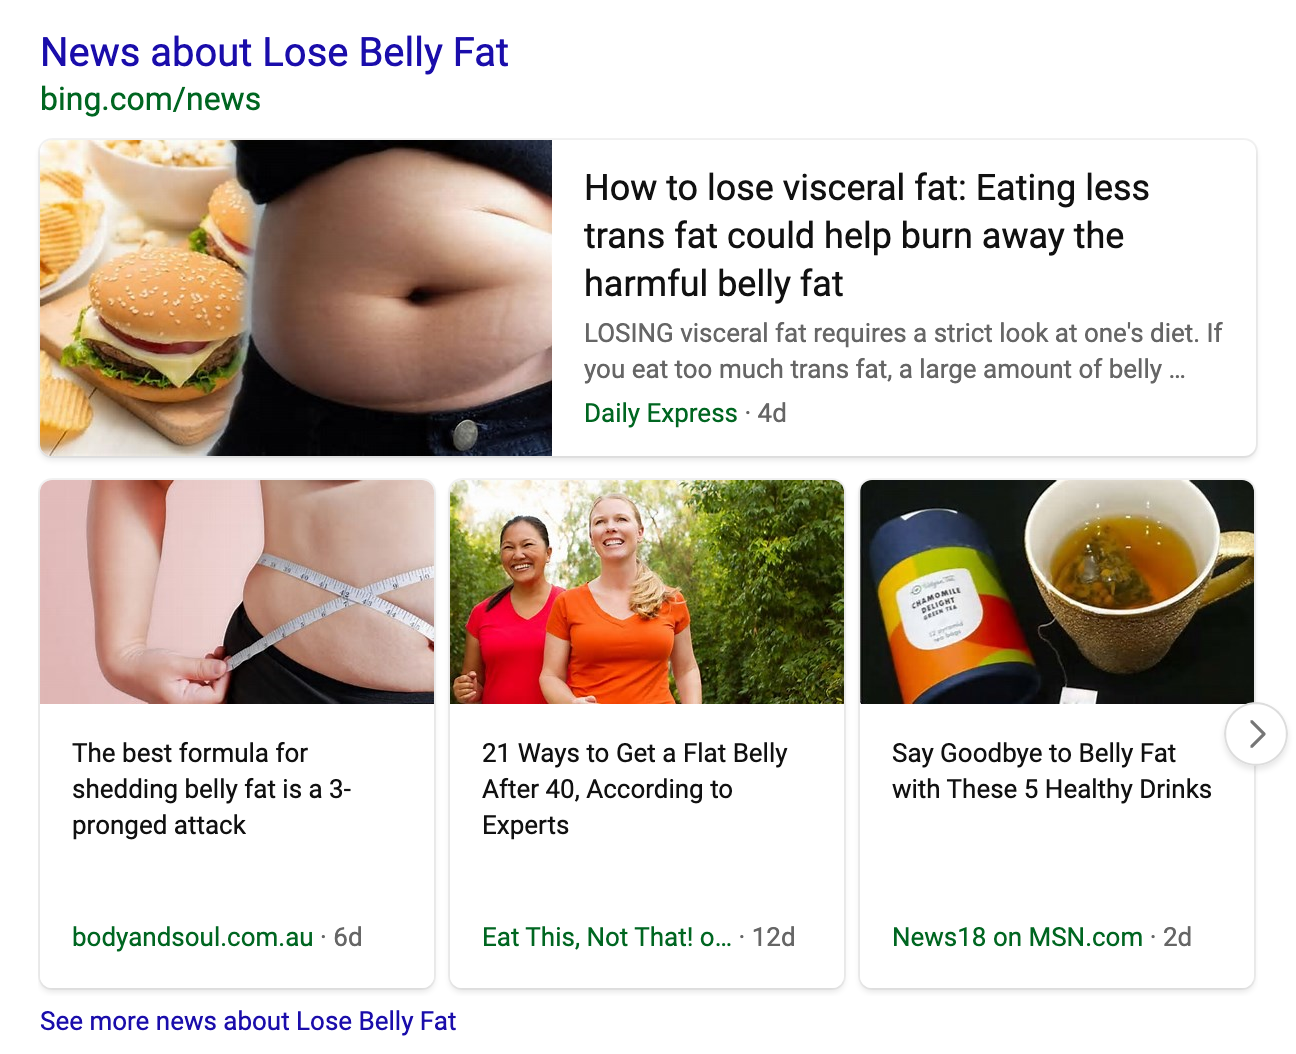 News about Lose Belly Fat
bing.com/news
How to lose visceral fat: Eating less
trans fat could help burn away the
harmful belly fat
LOSING visceral fat requires a strict look at one's diet. If
you eat too much trans fat, a large amount of belly ...
Daily Express · 4d
The best formula for
shedding belly fat is a 3-
pronged attack
bodyandsoul.com.au · 6d
21 Ways to Get a Flat Belly
After 40, According to
Experts
Eat This, Not That! o... · 12d
CHAMOMILE
DELIGHT
GREEN TEA
12 pyramid
tea bags
Say Goodbye to Belly Fat
with These 5 Healthy Drinks
News18 on MSN.com · 2d
See more news about Lose Belly Fat